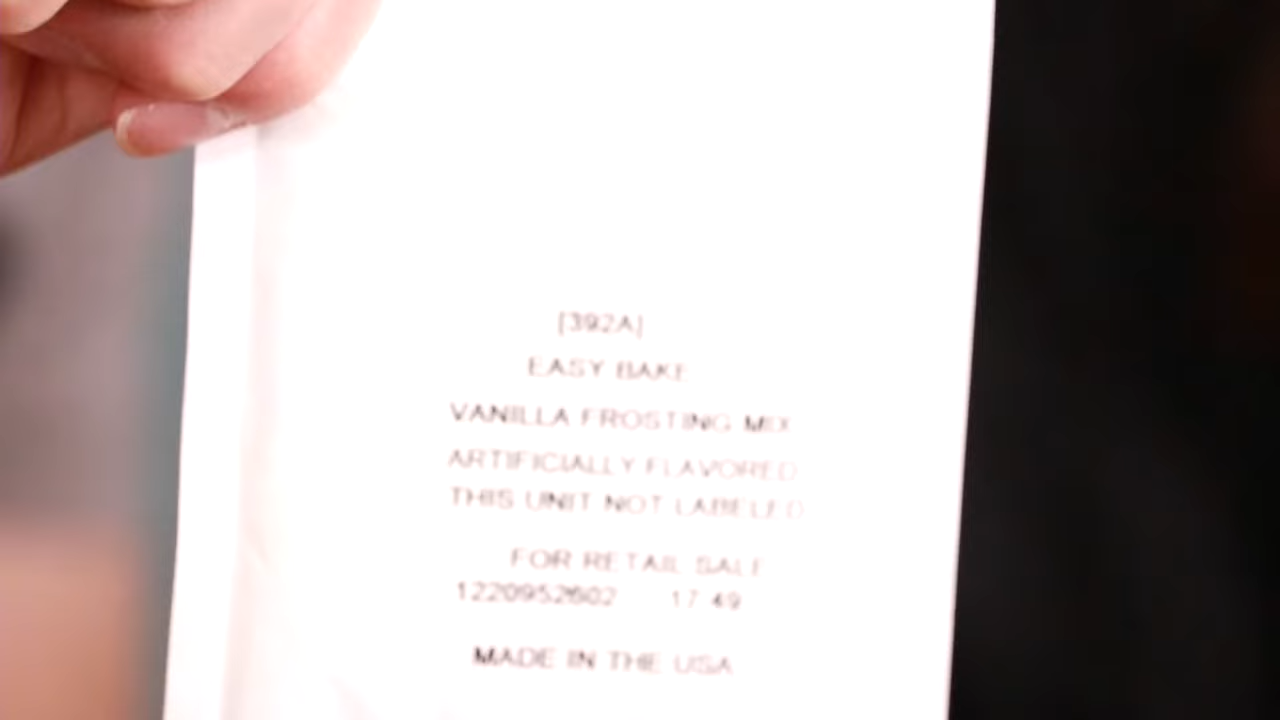 [392A]
EASY BAKE
VANILLA FROSTING MIX
ARTIFICIALLY FLAVORED
THIS UNIT NOT LABELED
FOR RETAIL SALE
1220952602 17:49
MADE IN THE USA